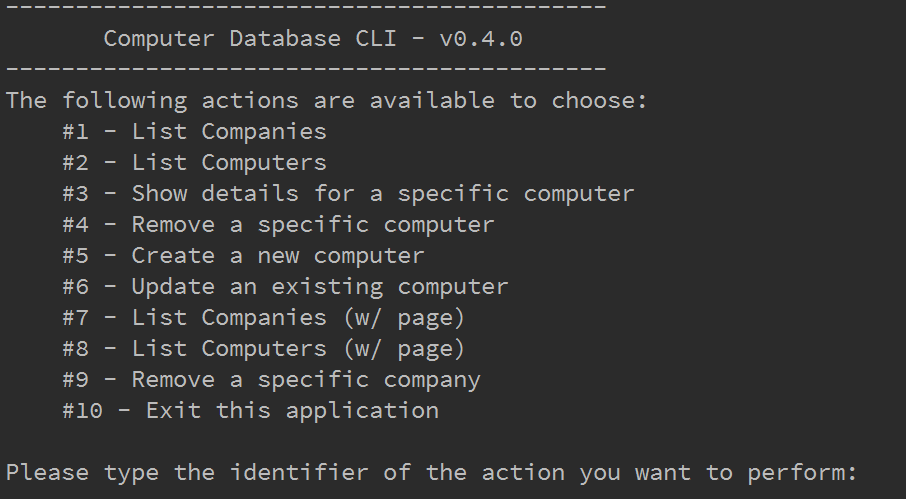 -------------------------------------------
Computer Database CLI - v0.4.0
-------------------------------------------
The following actions are available to choose:
#1 - List Companies
#2 - List Computers
#3 - Show details for a specific computer
#4 - Remove a specific computer
#5 - Create a new computer
#6 - Update an existing computer
#7 - List Companies (w/ page)
#8 - List Computers (w/ page)
#9 - Remove a specific company
#10 - Exit this application
Please type the identifier of the action you want to perform: